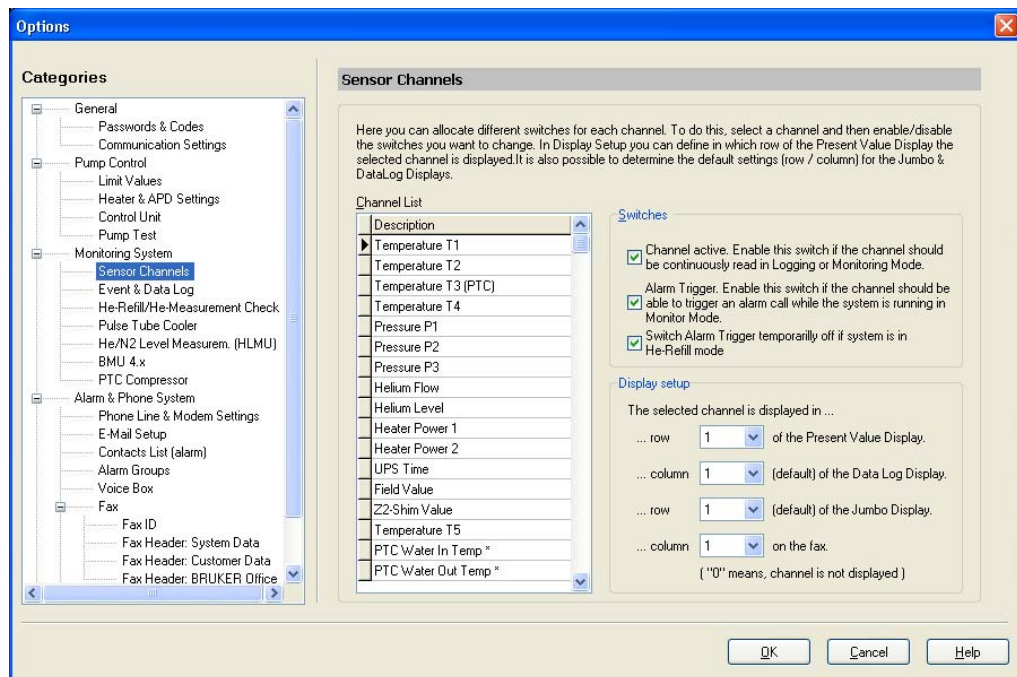 Options
Categories
General
Passwords & Codes
Communication Settings
Pump Control
Limit Values
Heater & APD Settings
Control Unit
Pump Test
Monitoring System
Sensor Channels
Event & Data Log
He-Refill/He-Measurement Check
Pulse Tube Cooler
He/N2 Level Measurem. (HLMU)
BMU 4.x
PTC Compressor
Alarm & Phone System
Phone Line & Modem Settings
E-Mail Setup
Contacts List (alarm)
Alarm Groups
Voice Box
Fax
Fax ID
Fax Header: System Data
Fax Header: Customer Data
Fax Header: BRUKER Office
Sensor Channels
Here you can allocate different switches for each channel. To do this, select a channel and then enable/disable
the switches you want to change. In Display Setup you can define in which row of the Present Value Display the
selected channel is displayed.It is also possible to determine the default settings (row / column) for the Jumbo &
DataLog Displays.
Channel List
Description
Temperature T1
Temperature T2
Temperature T3 (PTC)
Temperature T4
Pressure P1
Pressure P2
Pressure P3
Helium Flow
Helium Level
Heater Power 1
Heater Power 2
UPS Time
Field Value
Z2-Shim Value
Temperature T5
PTC Water In Temp *
PTC Water Out Temp *
Switches
Channel active. Enable this switch if the channel should
be continuously read in Logging or Monitoring Mode.
Alarm Trigger. Enable this switch if the channel should be
able to trigger an alarm call while the system is running in
Monitor Mode.
Switch Alarm Trigger temporarilly off if system is in
He-Refill mode
Display setup
The selected channel is displayed in ...
... row 1 of the Present Value Display.
... column 1 (default) of the Data Log Display.
... row 1 (default) of the Jumbo Display.
... column 1 on the fax.
( "0" means, channel is not displayed )
OK Cancel Help